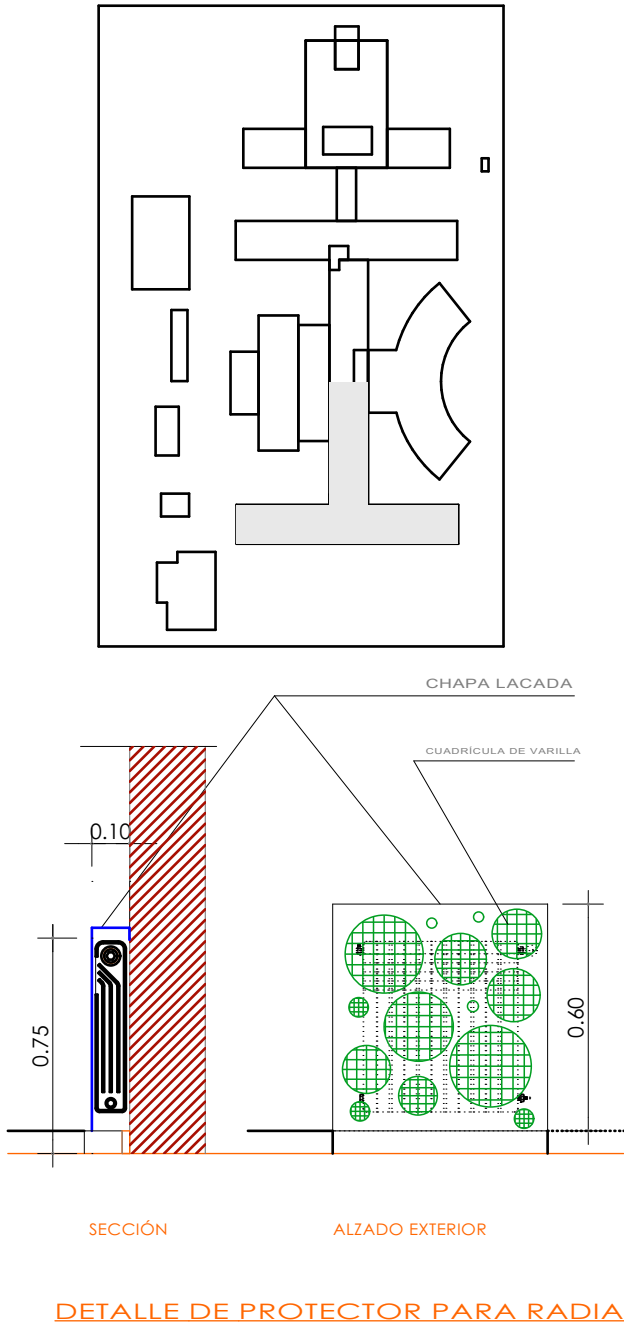 CHAPA LACADA
CUADRÍCULA DE VARILLA
0.10
0.75
0.60
SECCIÓN
ALZADO EXTERIOR
DETALLE DE PROTECTOR PARA RADIA